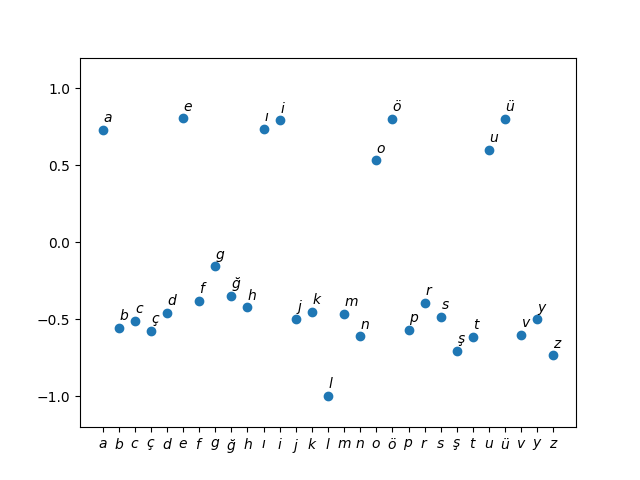 1.0
0.5
0.0
−0.5
−1.0
a
b
c
ç
d
e
f
g
ğ
h
ı
i
j
k
l
m
n
o
ö
p
r
s
ş
t
u
ü
v
y
z
a b c ç d e f g ğ h ı i j k l m n o ö p r s ş t u ü v y z